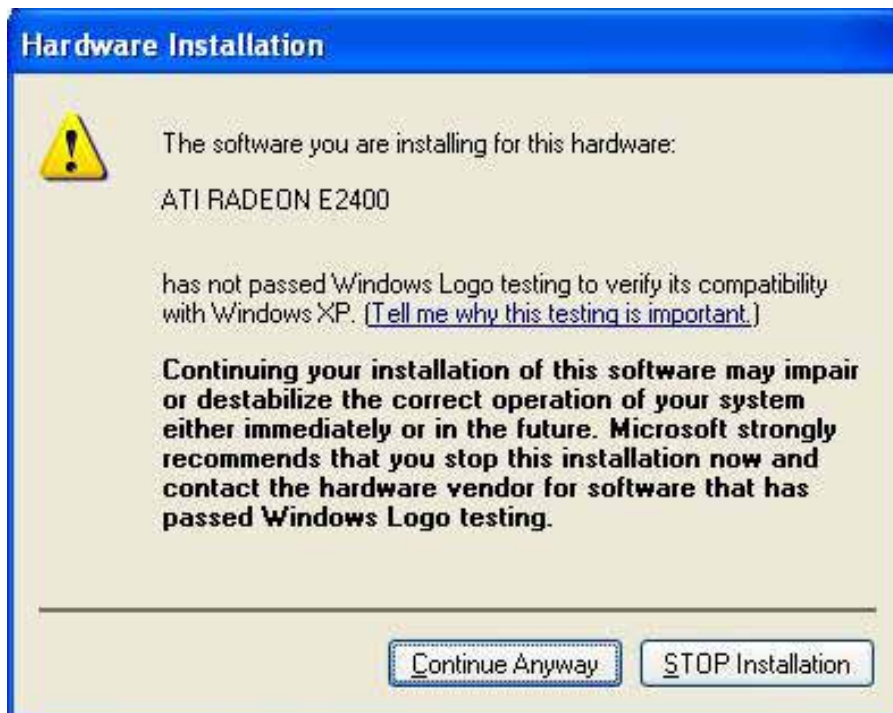 Hardware Installation
The software you are installing for this hardware:
ATI RADEON E2400
has not passed Windows Logo testing to verify its compatibility
with Windows XP. (Tell me why this testing is important.)
Continuing your installation of this software may impair
or destabilize the correct operation of your system
either immediately or in the future. Microsoft strongly
recommends that you stop this installation now and
contact the hardware vendor for software that has
passed Windows Logo testing.
Continue Anyway
STOP Installation